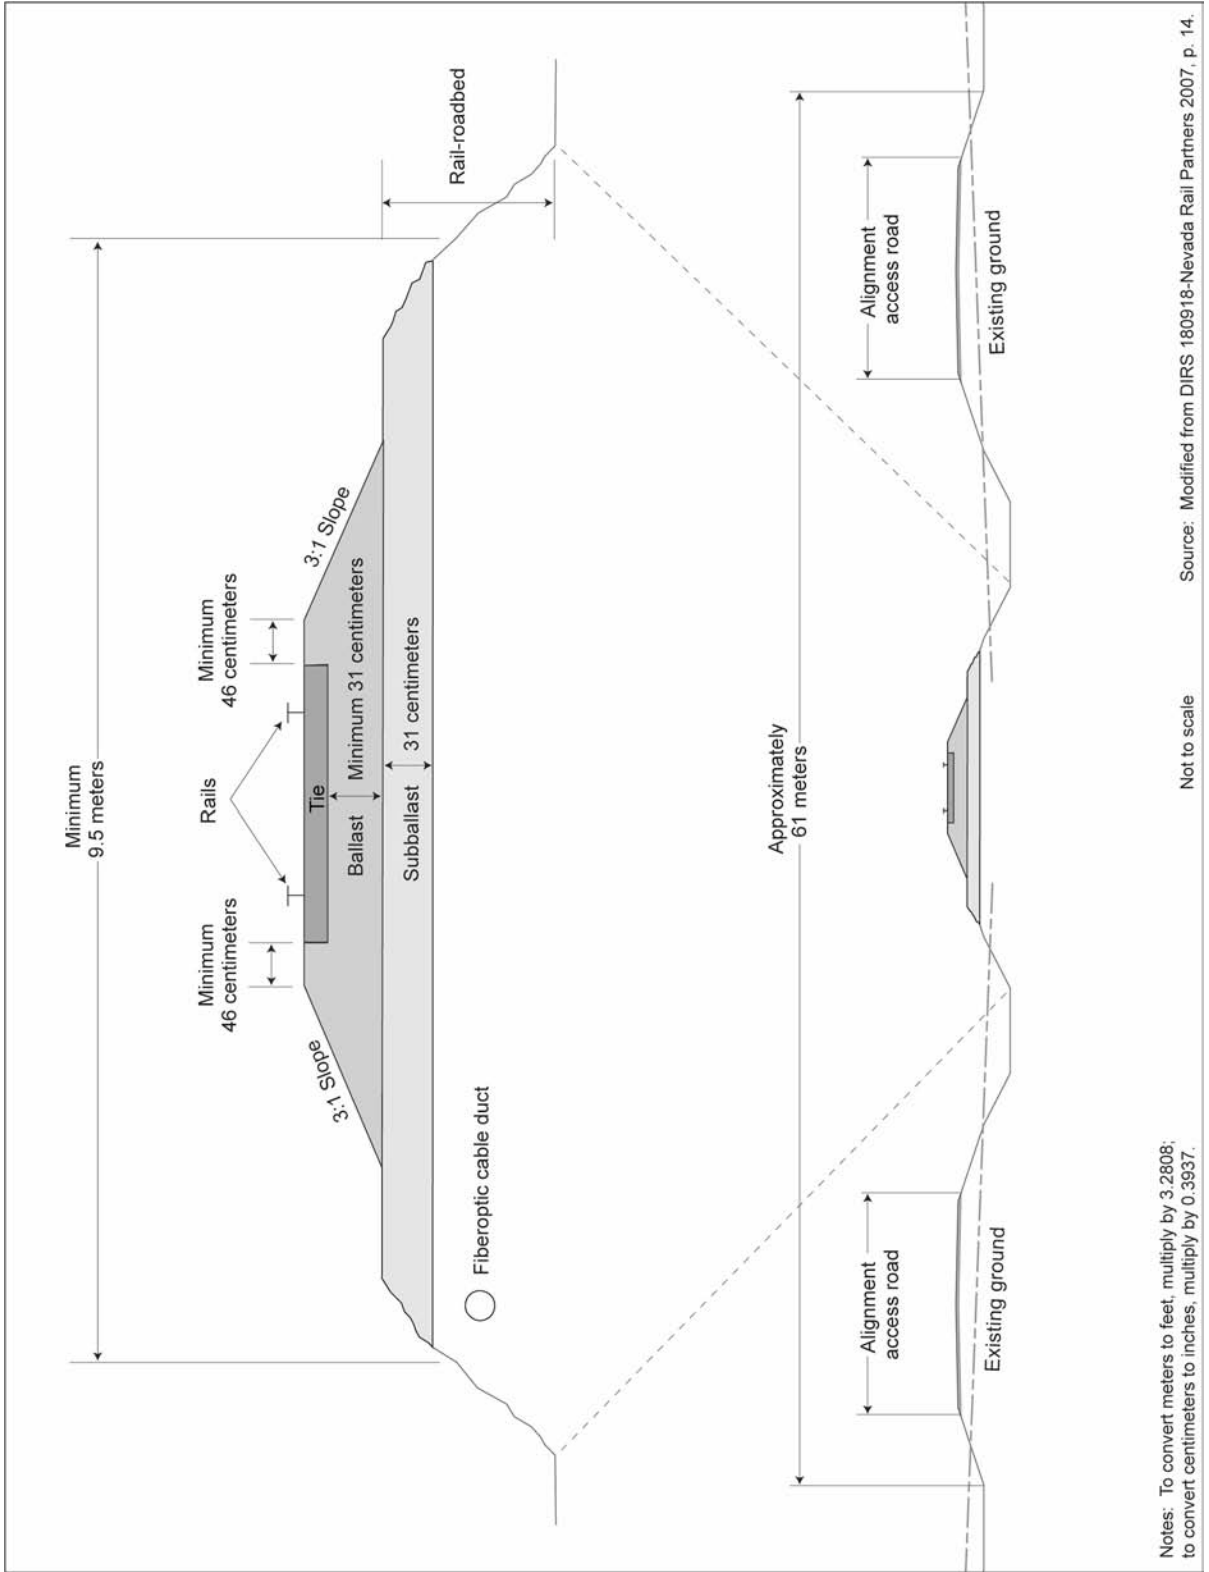 Minimum
9.5 meters
Rails
Minimum
46 centimeters
Minimum
46 centimeters
3:1 Slope
3:1 Slope
Tie
Ballast
Minimum 31 centimeters
Subballast
31 centimeters
Rail-roadbed
Fiberoptic cable duct
Approximately
61 meters
Alignment
access road
Alignment
access road
Existing ground
Existing ground
Notes: To convert meters to feet, multiply by 3.2808;
to convert centimeters to inches, multiply by 0.3937.
Not to scale
Source: Modified from DIRS 180918-Nevada Rail Partners 2007, p. 14.